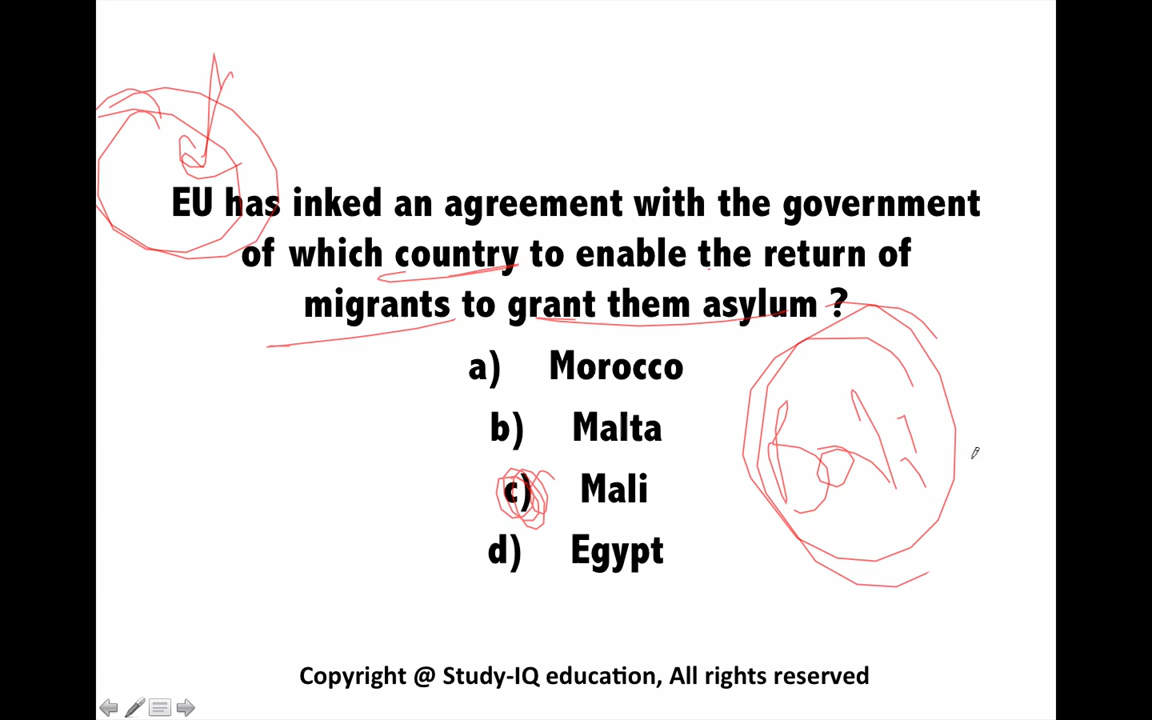 EU has inked an agreement with the government
of which country to enable the return of
migrants to grant them asylum ?
a) Morocco
b) Malta
c) Mali
d) Egypt
Copyright @ Study-IQ education, All rights reserved